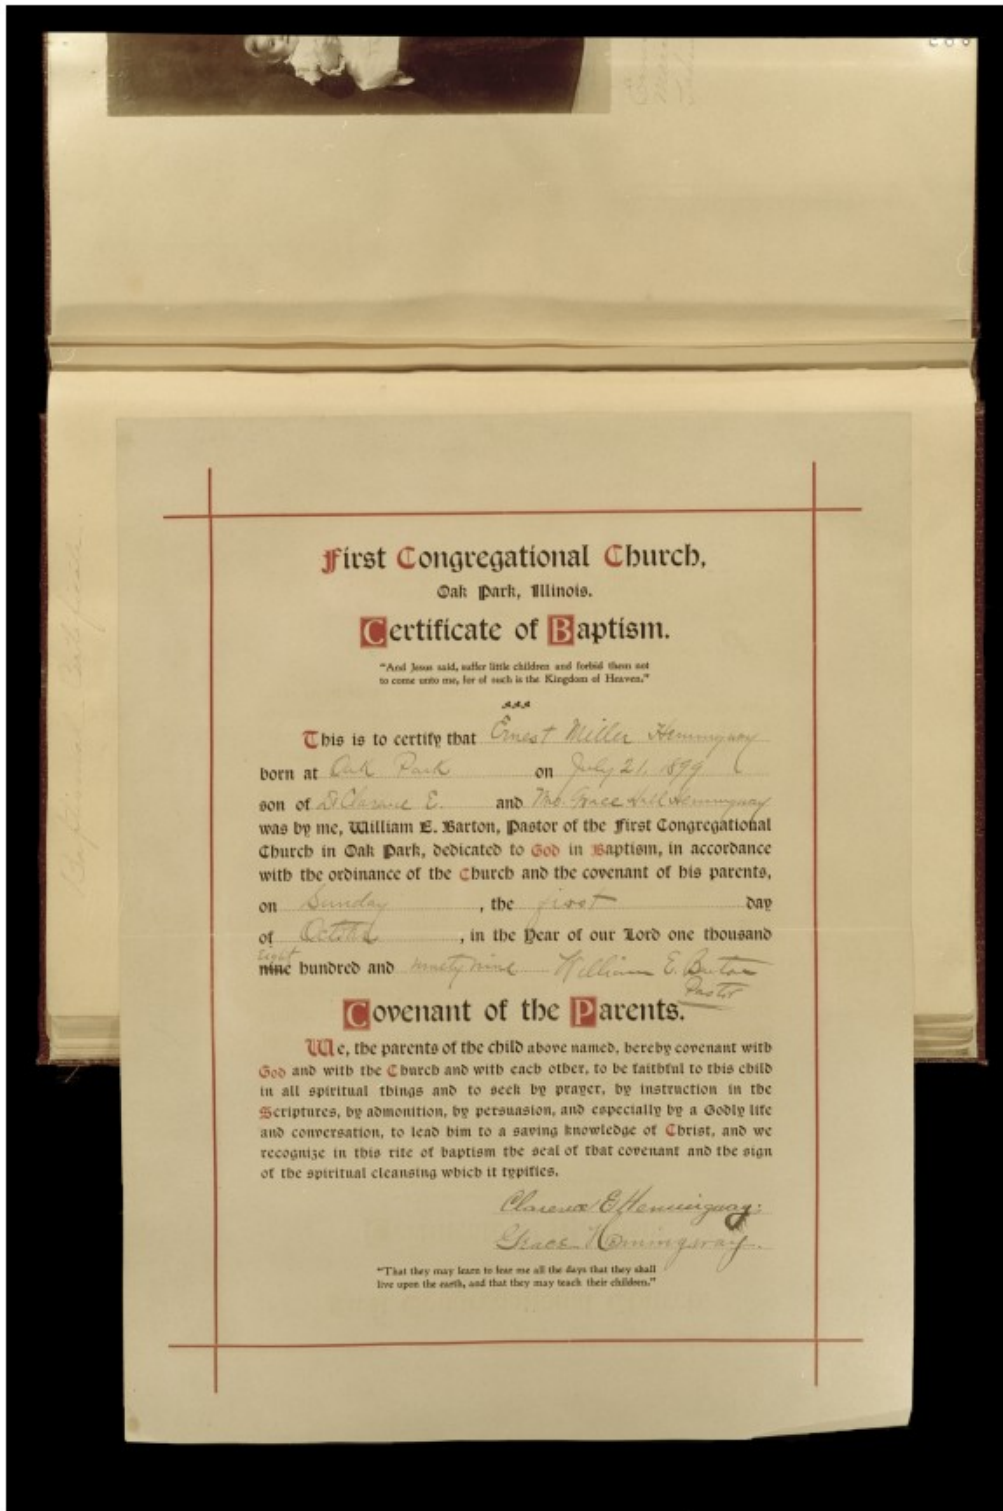 First Congregational Church,
Oak Park, Illinois.
Certificate of Baptism.
"And Jesus said, suffer little children and forbid them not
to come unto me, for of such is the Kingdom of Heaven."
This is to certify that Ernest Miller Hemingway
born at Oak Park on July 21, 1899
son of Dr Clarence E. and Mrs. Grace Hall Hemingway
was by me, William E. Barton, Pastor of the First Congregational
Church in Oak Park, dedicated to God in Baptism, in accordance
with the ordinance of the Church and the covenant of his parents,
on Sunday, the first day
of October, in the Year of our Lord one thousand
eight
nine hundred and ninety nine William E. Barton
Pastor
Covenant of the Parents.
We, the parents of the child above named, hereby covenant with
God and with the Church and with each other, to be faithful to this child
in all spiritual things and to seek by prayer, by instruction in the
Scriptures, by admonition, by persuasion, and especially by a Godly life
and conversation, to lead him to a saving knowledge of Christ, and we
recognize in this rite of baptism the seal of that covenant and the sign
of the spiritual cleansing which it typifies.
Clarence E Hemingway.
Grace Hemingway.
"That they may learn to fear me all the days that they shall
live upon the earth, and that they may teach their children."